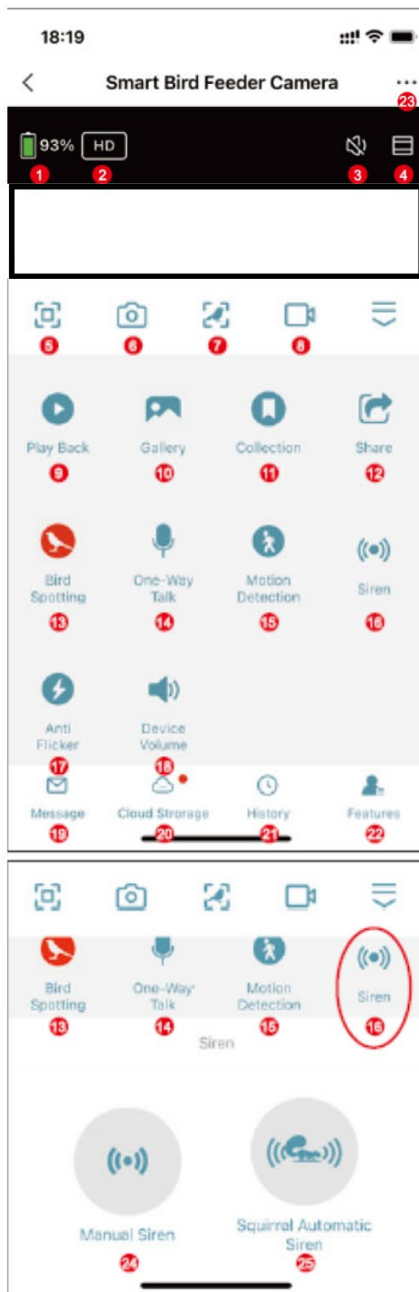 18:19
Smart Bird Feeder Camera
23
93% HD
1 2 3 4
5 6 7 8
Play Back Gallery Collection Share
9 10 11 12
Bird Spotting One-Way Talk Motion Detection Siren
13 14 15 16
Anti Flicker Device Volume
17 18
Message Cloud Strorage History Features
19 20 21 22
Bird Spotting One-Way Talk Motion Detection Siren
13 14 15 16
Siren
Manual Siren Squirrel Automatic Siren
24 25